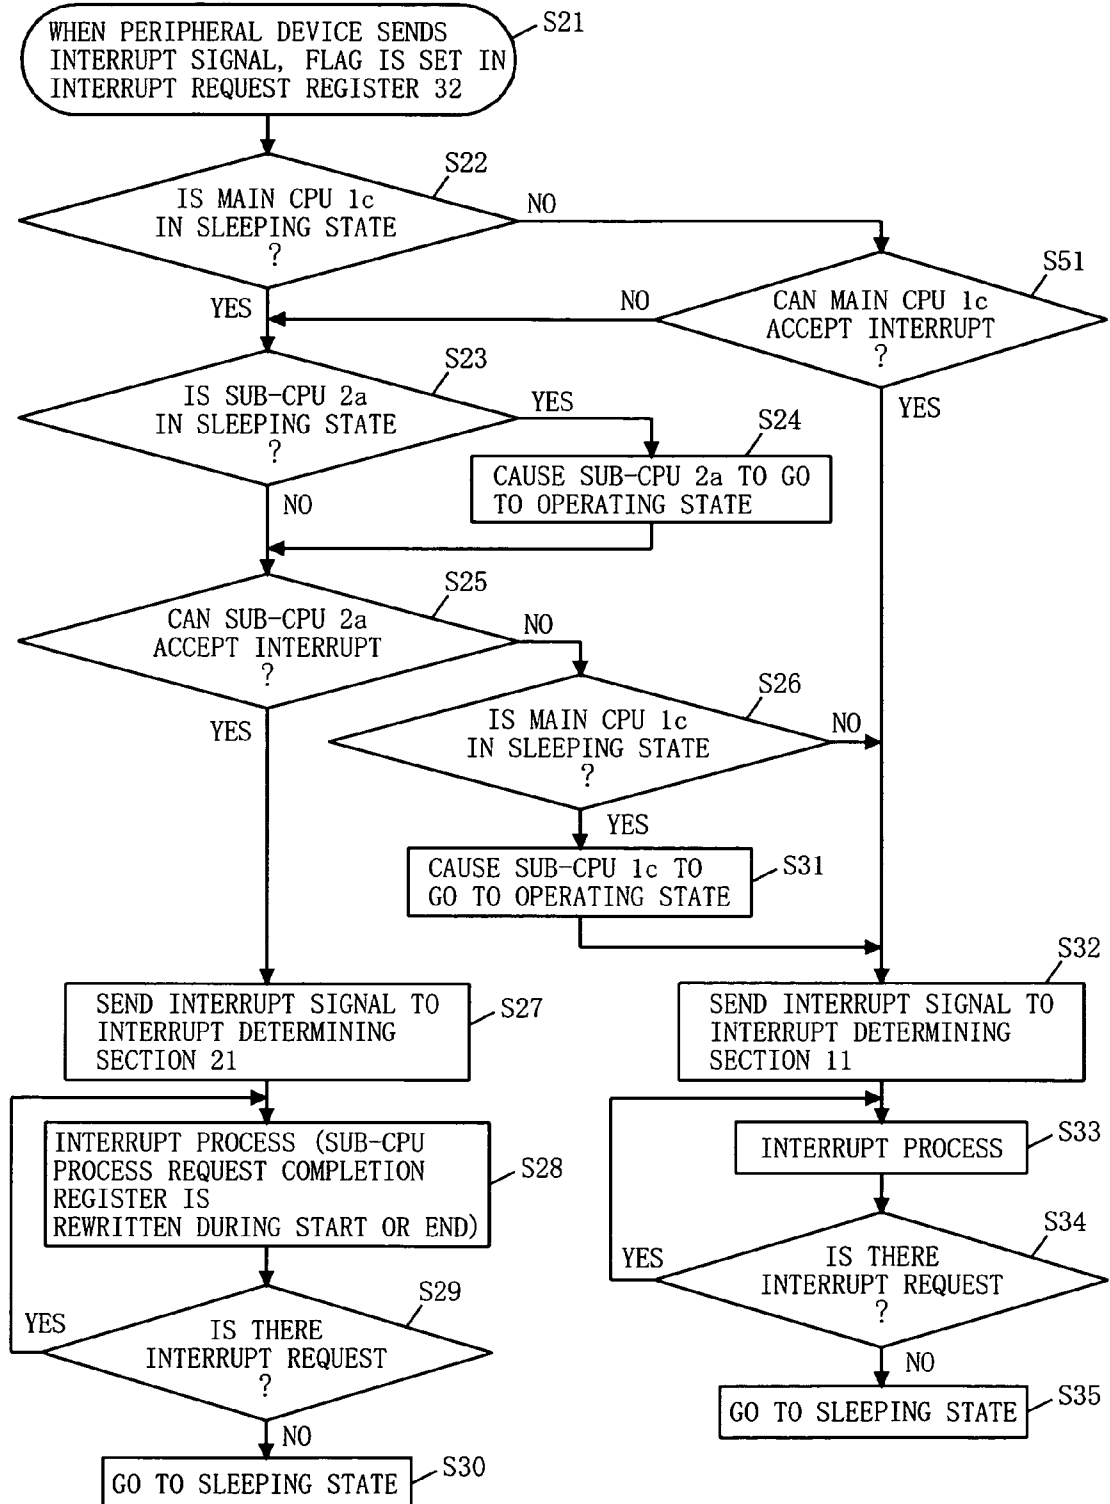 WHEN PERIPHERAL DEVICE SENDS
INTERRUPT SIGNAL, FLAG IS SET IN
INTERRUPT REQUEST REGISTER 32
S21
IS MAIN CPU 1c
IN SLEEPING STATE
?
S22
NO
YES
CAN MAIN CPU 1c
ACCEPT INTERRUPT
?
S51
NO
YES
IS SUB-CPU 2a
IN SLEEPING STATE
?
S23
YES
NO
CAUSE SUB-CPU 2a TO GO
TO OPERATING STATE
S24
CAN SUB-CPU 2a
ACCEPT INTERRUPT
?
S25
NO
YES
IS MAIN CPU 1c
IN SLEEPING STATE
?
S26
NO
YES
CAUSE SUB-CPU 1c TO
GO TO OPERATING STATE
S31
SEND INTERRUPT SIGNAL TO
INTERRUPT DETERMINING
SECTION 21
S27
SEND INTERRUPT SIGNAL TO
INTERRUPT DETERMINING
SECTION 11
S32
INTERRUPT PROCESS (SUB-CPU
PROCESS REQUEST COMPLETION
REGISTER IS
REWRITTEN DURING START OR END)
S28
INTERRUPT PROCESS
S33
IS THERE
INTERRUPT REQUEST
?
S29
YES
NO
IS THERE
INTERRUPT REQUEST
?
S34
YES
NO
GO TO SLEEPING STATE
S30
GO TO SLEEPING STATE
S35